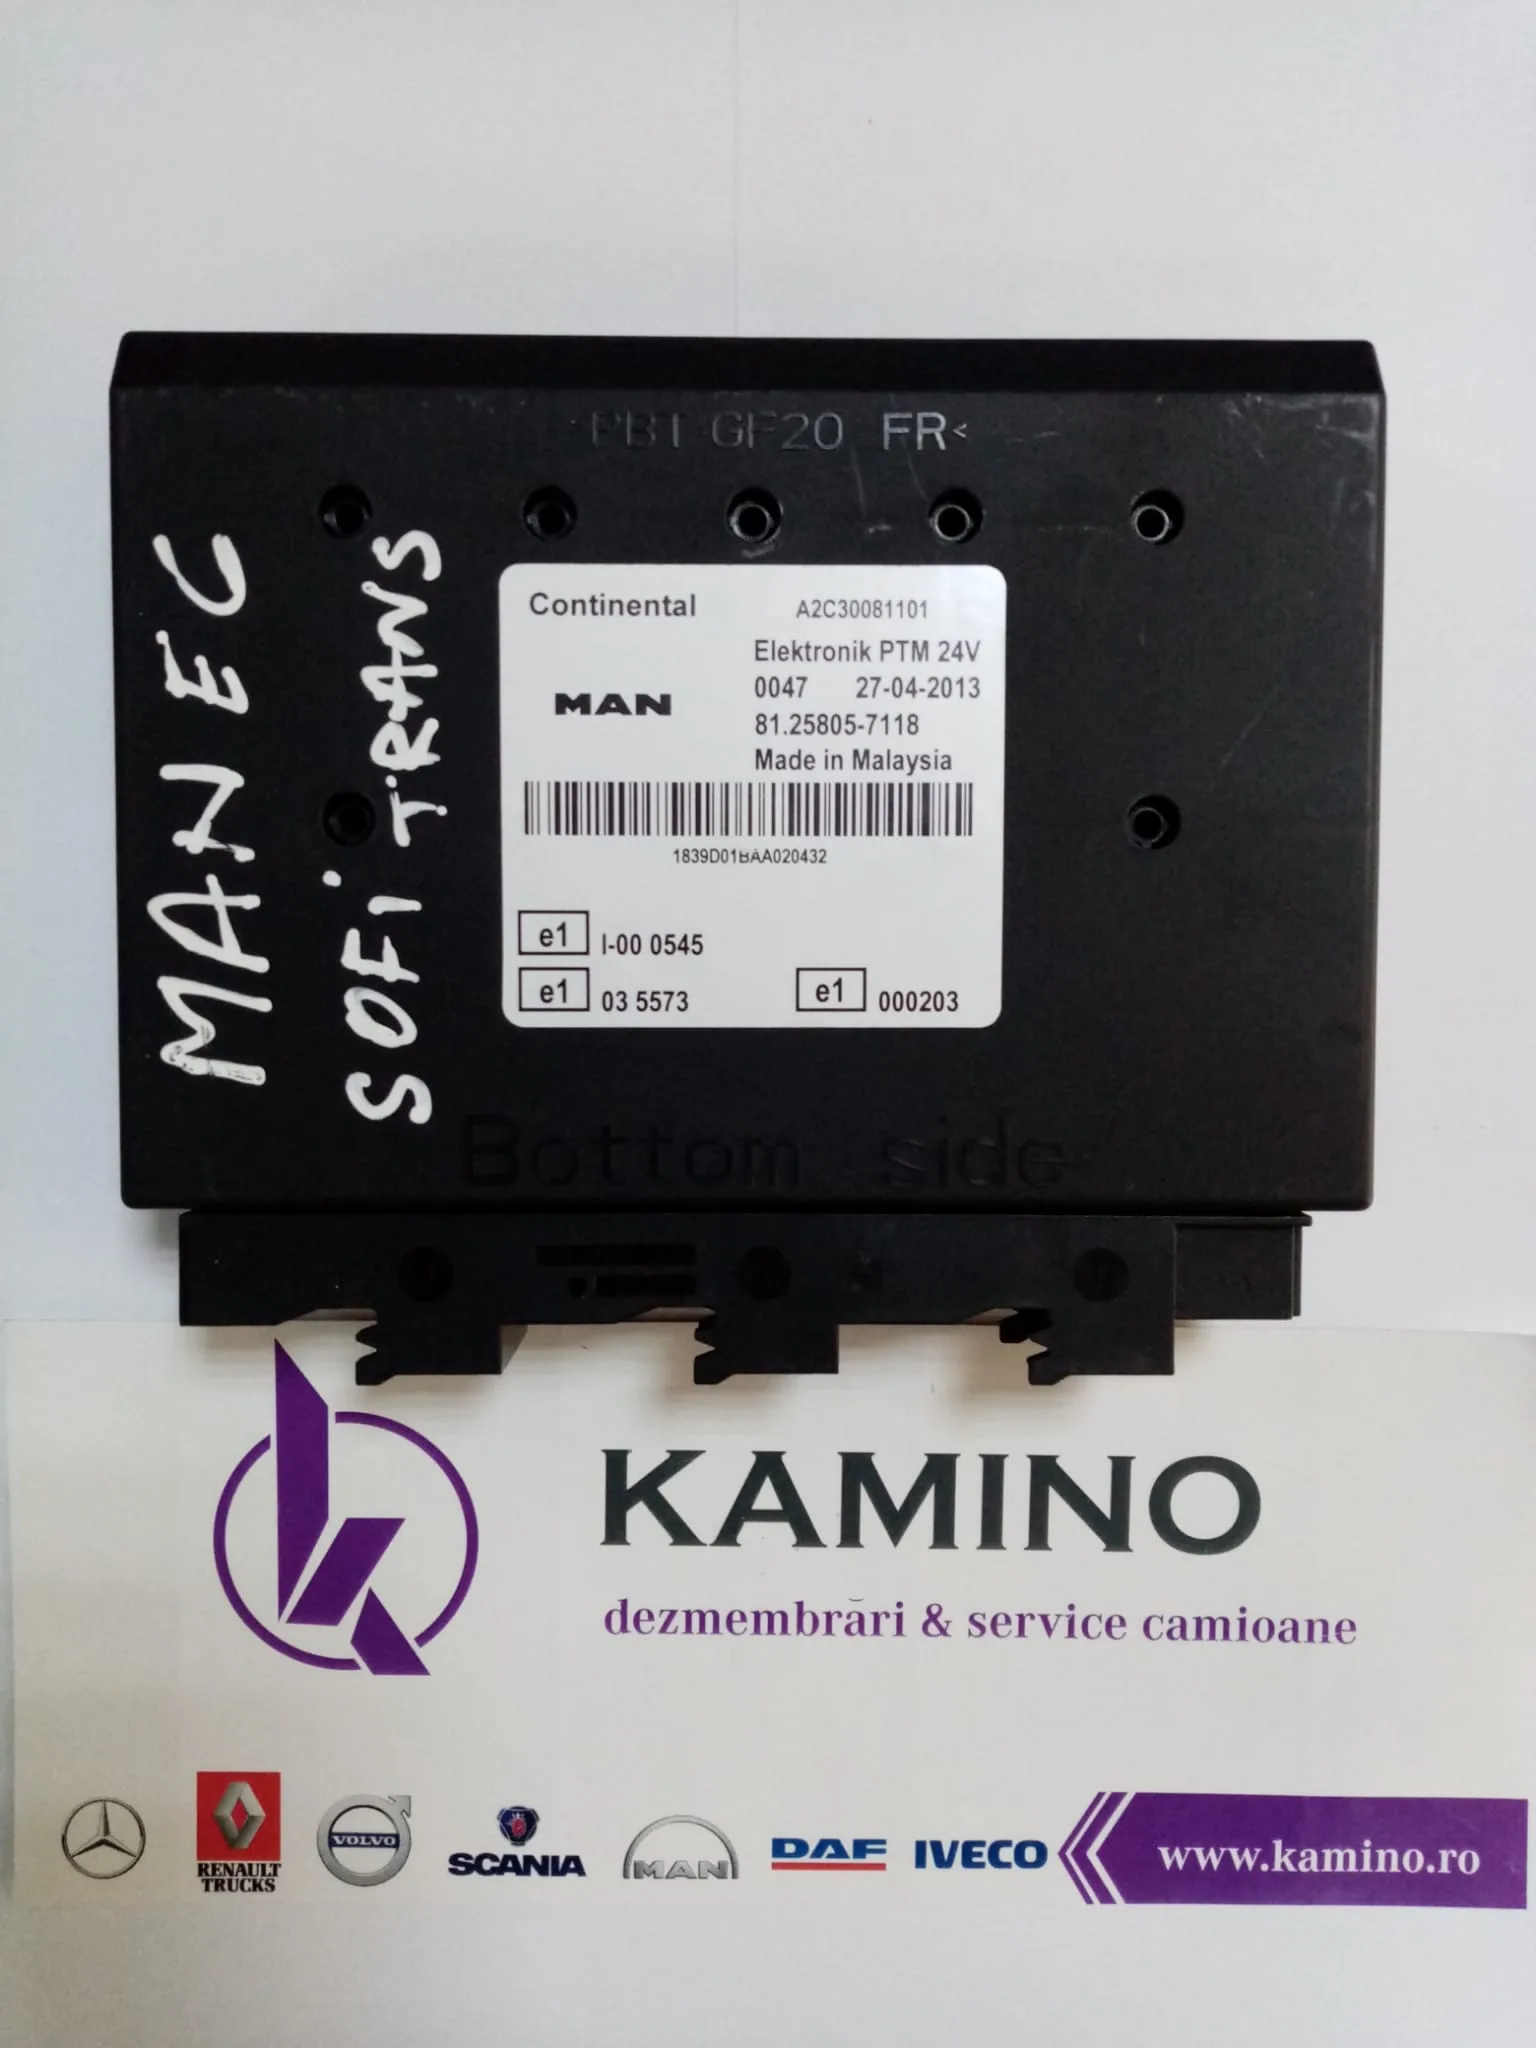 >PBT-GF20 FR<
MAN EC
SOFiTRANS
Continental A2C30081101
Elektronik PTM 24V
0047 27-04-2013
MAN
81.25805-7118
Made in Malaysia
1839D01BAA020432
e1 I-00 0545
e1 03 5573 e1 000203
Bottom side
KAMINO
dezmembrări & service camioane
RENAULT
TRUCKS
VOLVO
SCANIA
MAN
DAF
IVECO
www.kamino.ro